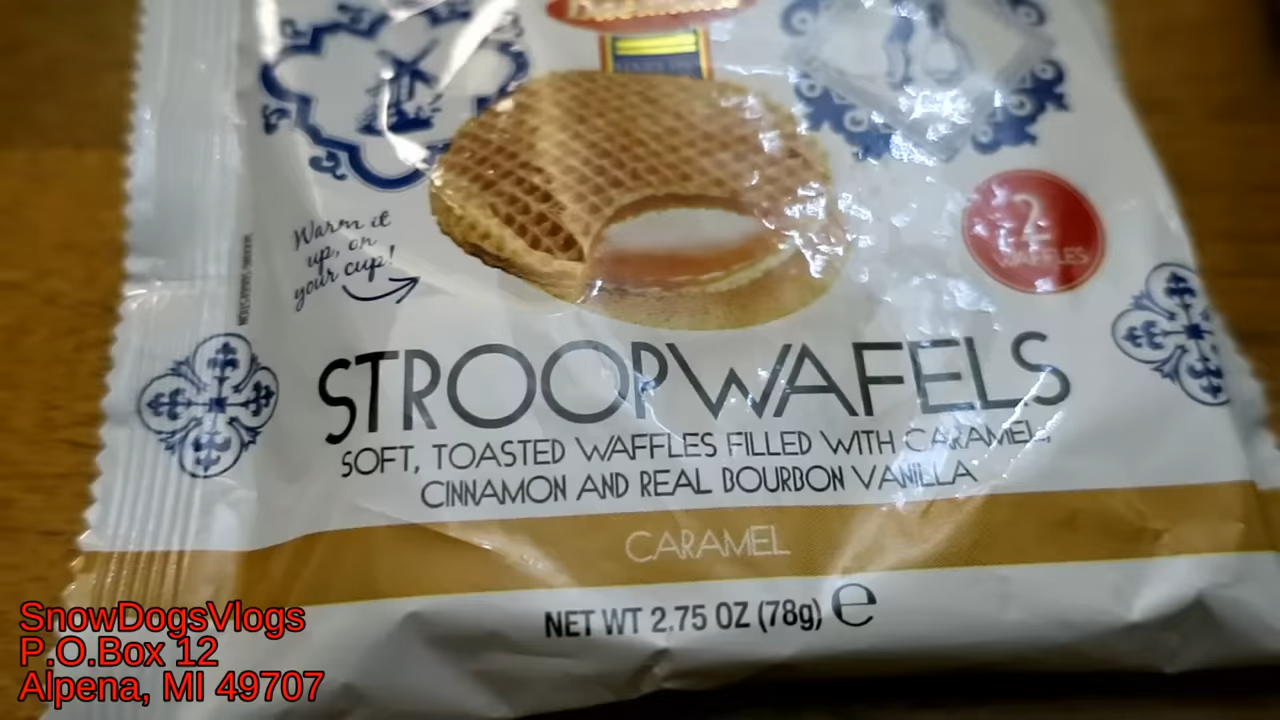 Warm it
up, on
your cup!
2
WAFFLES
STROOPWAFELS
SOFT, TOASTED WAFFLES FILLED WITH CARAMEL,
CINNAMON AND REAL BOURBON VANILLA
CARAMEL
NET WT 2.75 OZ (78g) e
SnowDogsVlogs
P.O.Box 12
Alpena, MI 49707